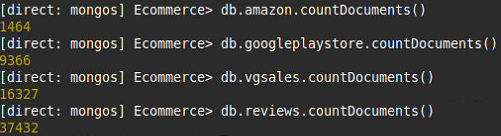 [direct: mongos] Ecommerce> db.amazon.countDocuments()
1464
[direct: mongos] Ecommerce> db.googleplaystore.countDocuments()
9366
[direct: mongos] Ecommerce> db.vgsales.countDocuments()
16327
[direct: mongos] Ecommerce> db.reviews.countDocuments()
37432